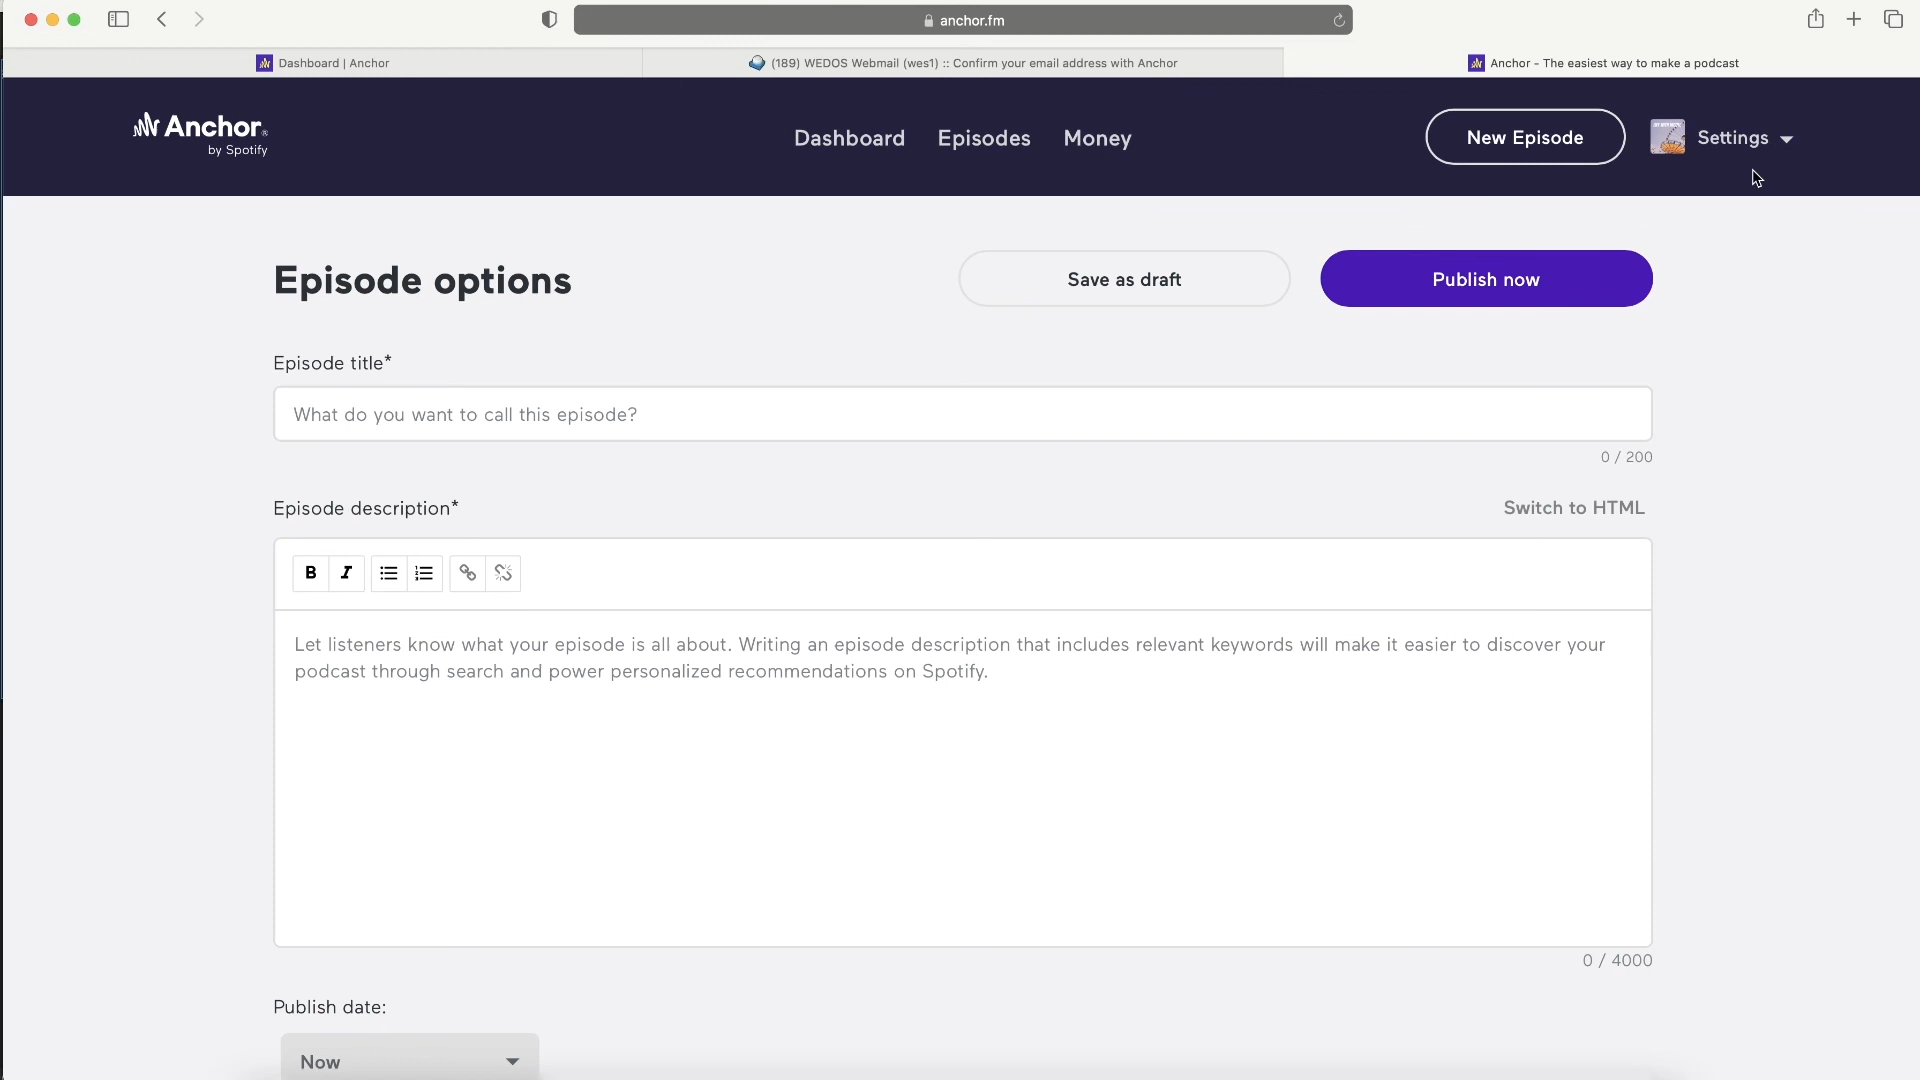 anchor.fm
Dashboard | Anchor
(189) WEDOS Webmail (wes1) :: Confirm your email address with Anchor
Anchor - The easiest way to make a podcast
Anchor®
by Spotify
Dashboard
Episodes
Money
New Episode
Settings
Episode options
Save as draft
Publish now
Episode title*
What do you want to call this episode?
0 / 200
Episode description*
Switch to HTML
B I
Let listeners know what your episode is all about. Writing an episode description that includes relevant keywords will make it easier to discover your
podcast through search and power personalized recommendations on Spotify.
0 / 4000
Publish date:
Now